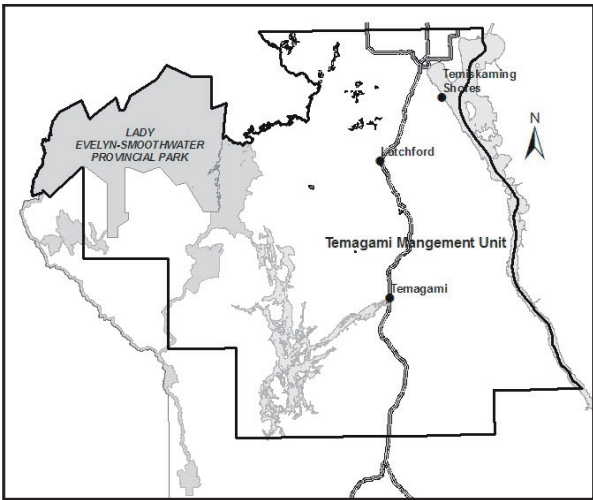 Temiskaming
Shores
LADY
EVELYN-SMOOTHWATER
PROVINCIAL PARK
N
Latchford
Temagami Mangement Unit
Temagami